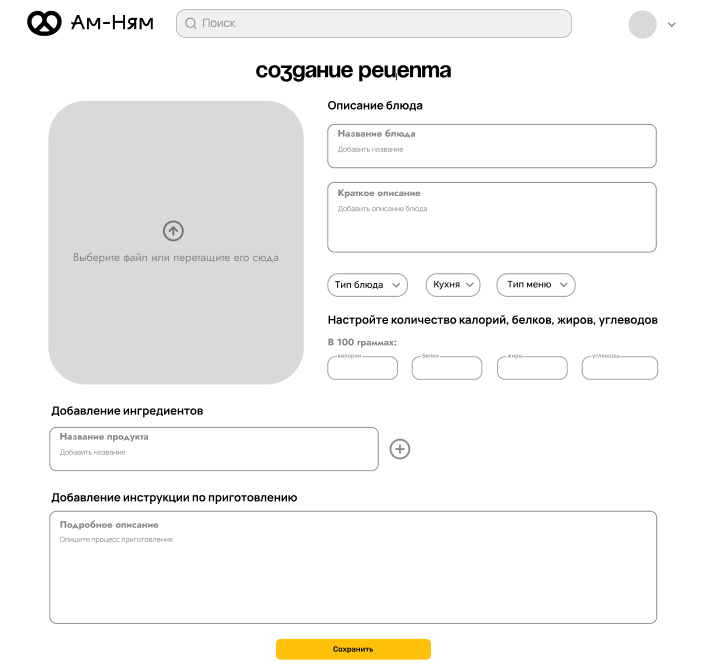 Ам-Ням
Поиск
создание рецепта
Выберите файл или перетащите его сюда
Описание блюда
Название блюда
Добавить название
Краткое описание
Добавить описание блюда
Тип блюда
Кухня
Тип меню
Настройте количество калорий, белков, жиров, углеводов
В 100 граммах:
калории
белки
жиры
углеводы
Добавление ингредиентов
Название продукта
Добавить название
Добавление инструкции по приготовлению
Подробное описание
Опишите процесс приготовления
Сохранить